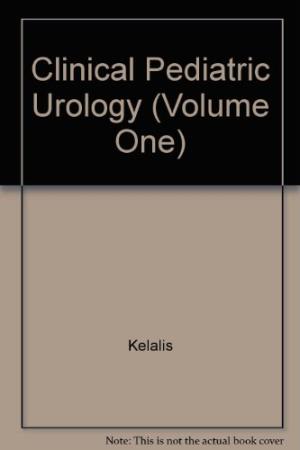 Clinical Pediatric
Urology (Volume
One)
Kelalis
Note: This is not the actual book cover